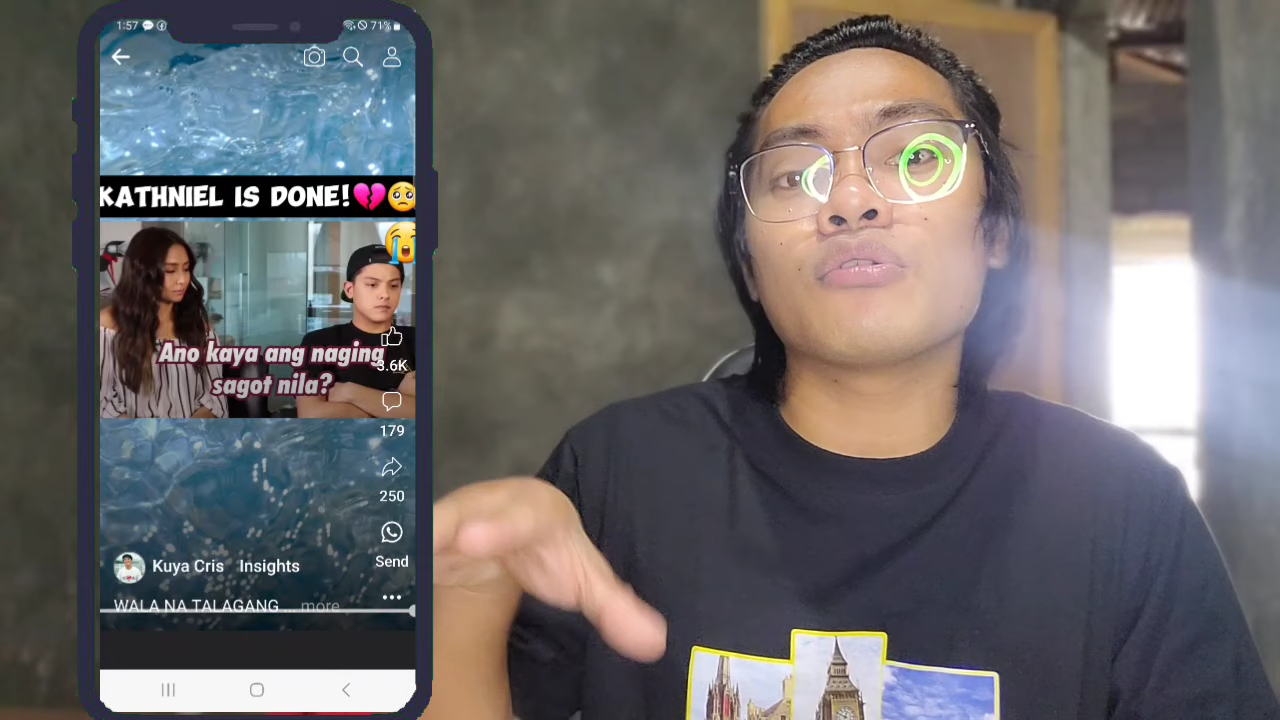 1:57
71%
KATHNIEL IS DONE!
Ano kaya ang naging
sagot nila?
3.6K
179
250
Send
Kuya Cris Insights
WALA NA TALAGANG ... more